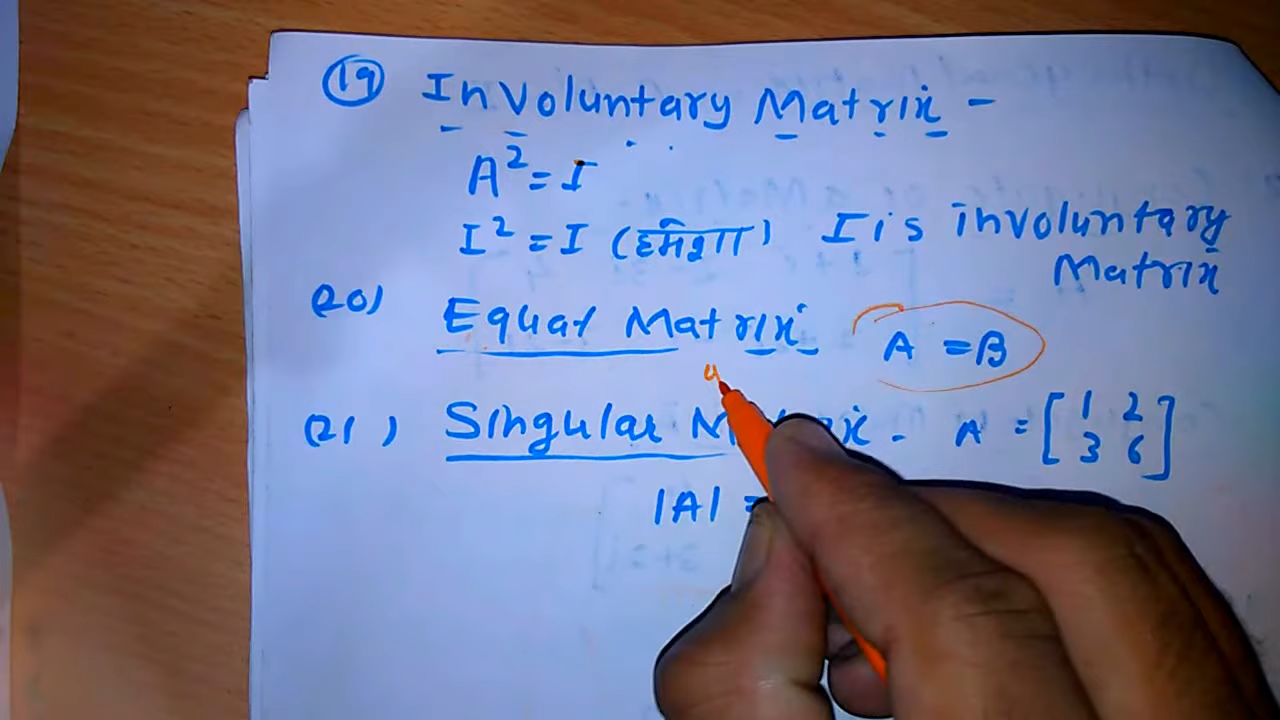 19 Involuntary Matrix -
A² = I
I² = I (हमेशा) I is involuntary
Matrix
20) Equal Matrix A = B
21) Singular Matrix - A = [1 2
3 6]
|A| =